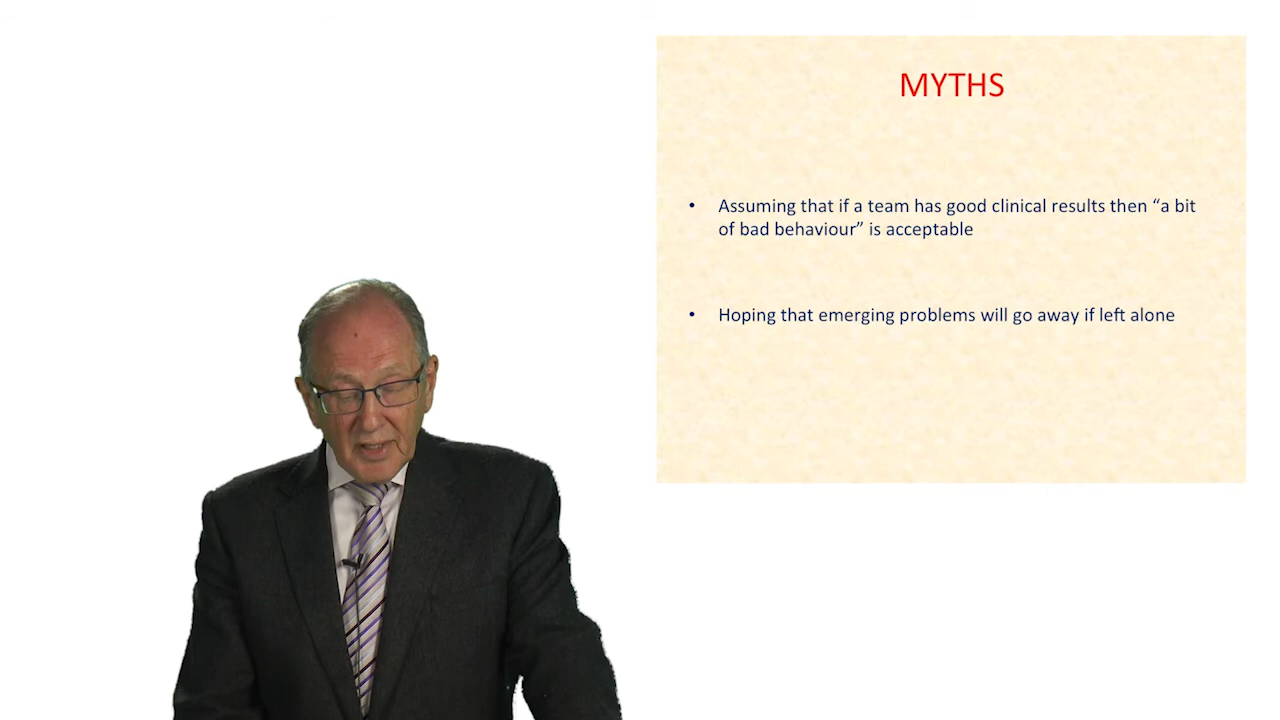 MYTHS
• Assuming that if a team has good clinical results then “a bit
of bad behaviour” is acceptable
• Hoping that emerging problems will go away if left alone